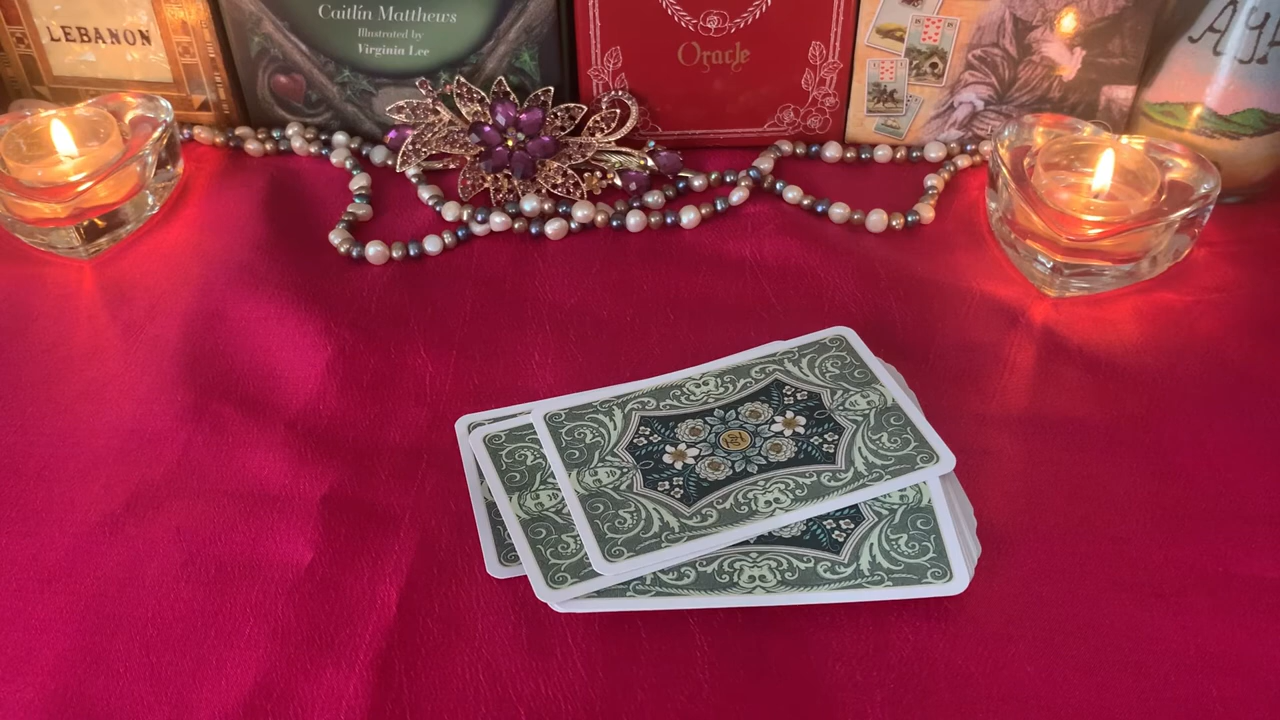 LEBANON
Caitlín Matthews
Illustrated by
Virginia Lee
Oracle